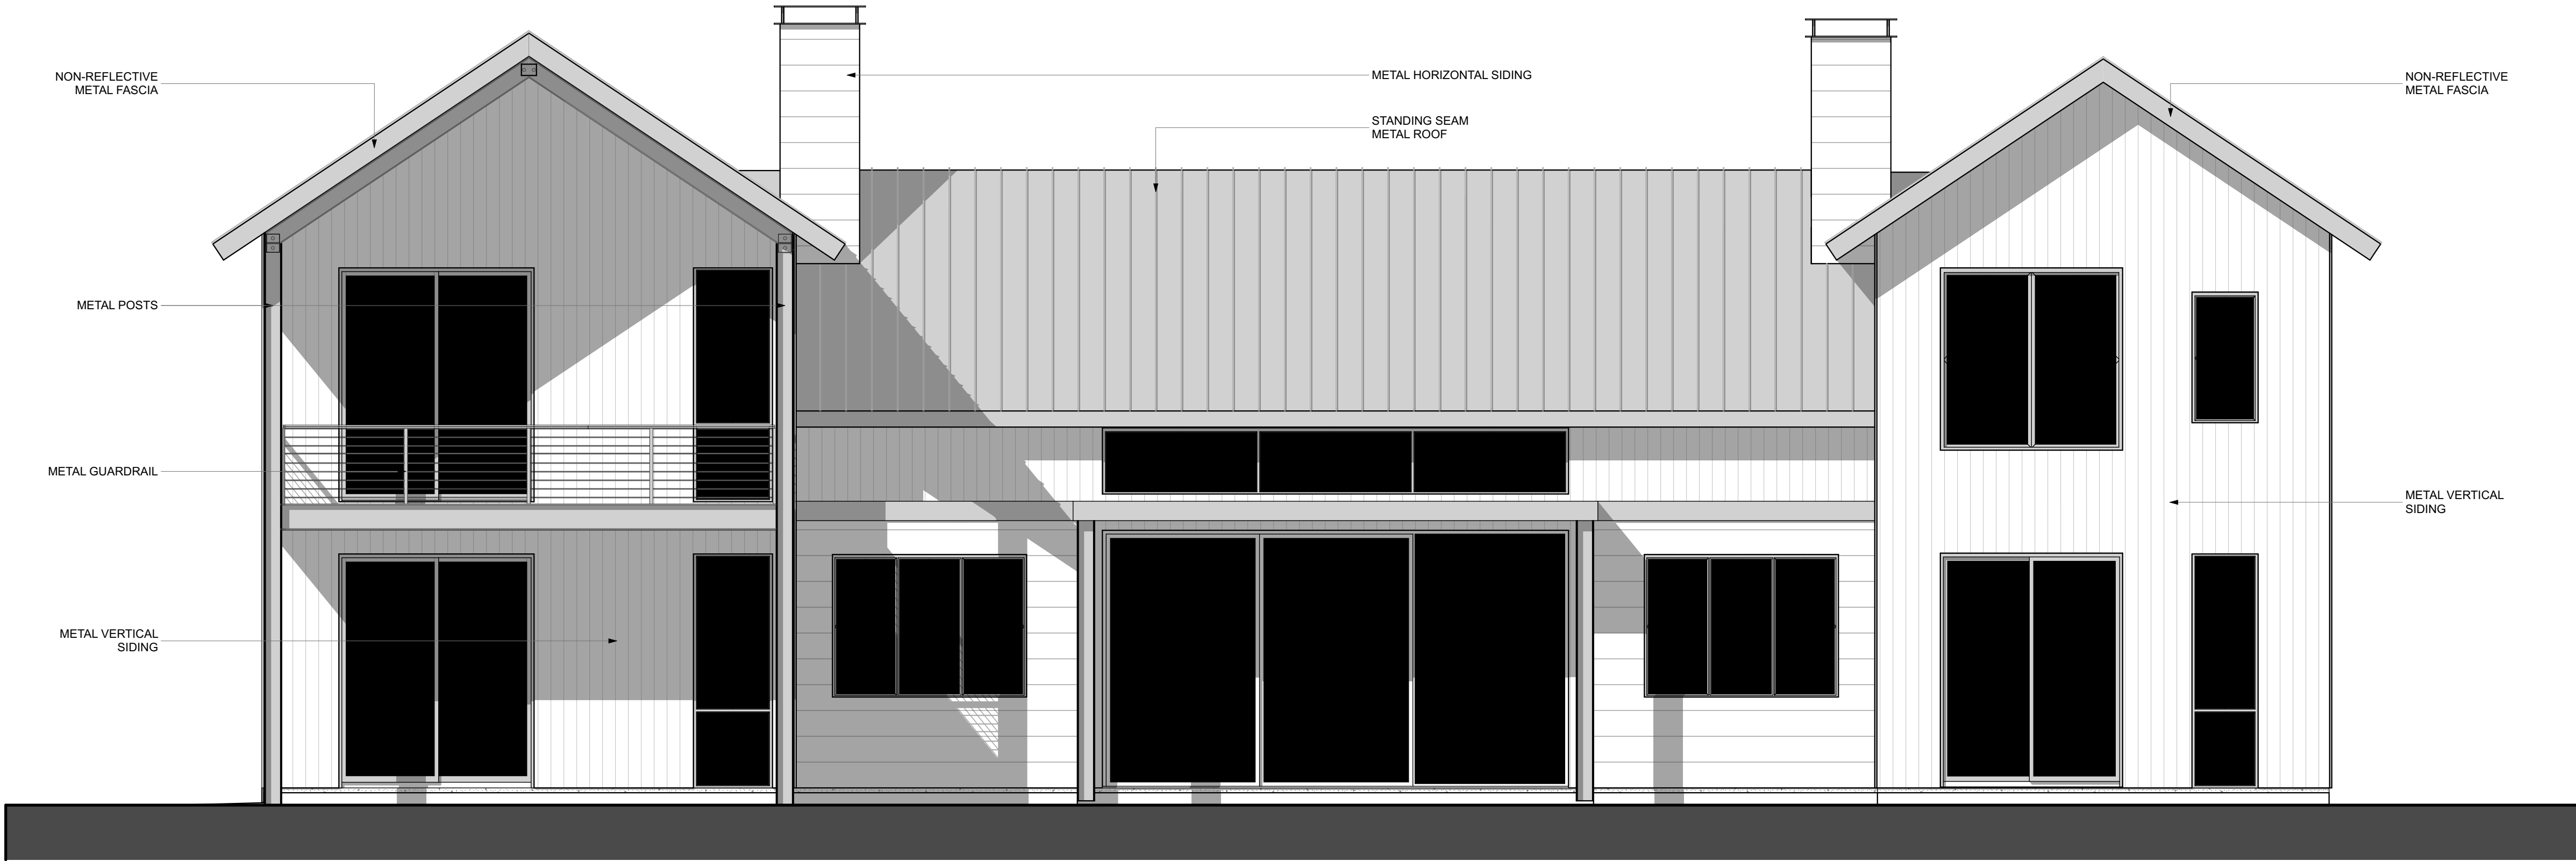 NON-REFLECTIVE
METAL FASCIA
METAL HORIZONTAL SIDING
STANDING SEAM
METAL ROOF
NON-REFLECTIVE
METAL FASCIA
METAL POSTS
METAL GUARDRAIL
METAL VERTICAL
SIDING
METAL VERTICAL
SIDING